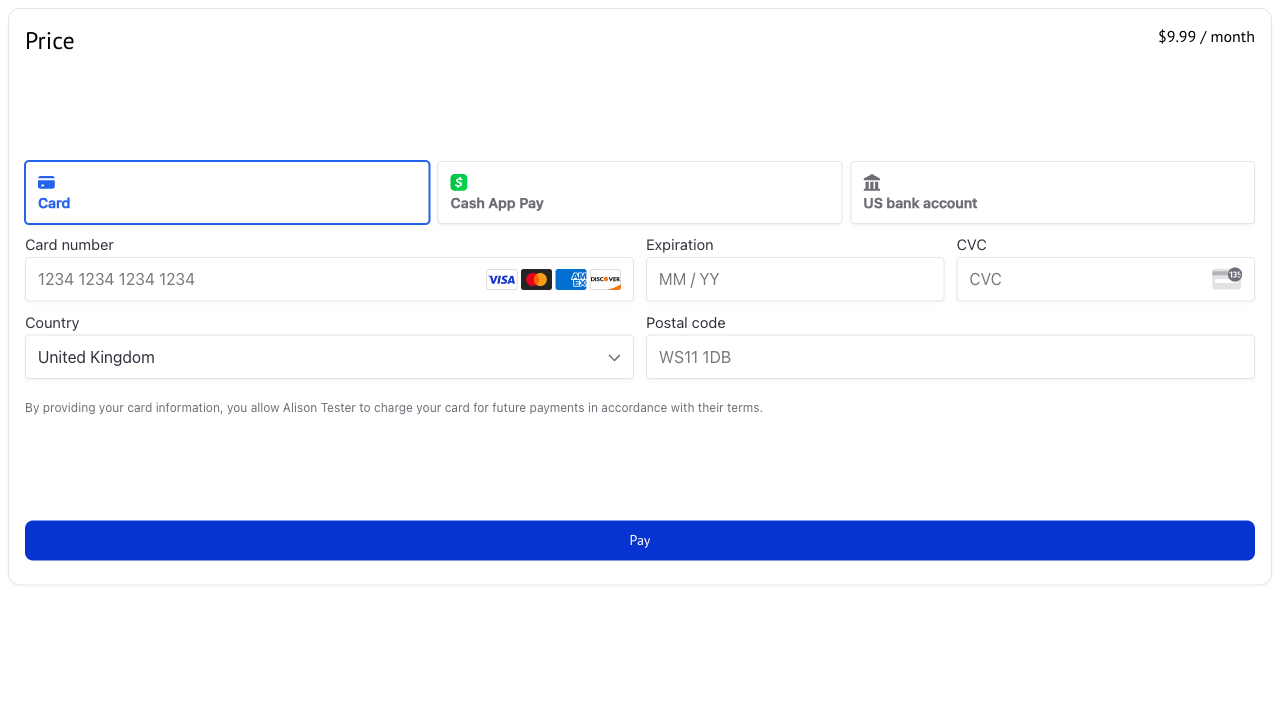 Price
$9.99 / month
Card
Cash App Pay
US bank account
Card number
Expiration
CVC
1234 1234 1234 1234
VISA
AMEX
DISCOVER
MM / YY
CVC
135
Country
Postal code
United Kingdom
WS11 1DB
By providing your card information, you allow Alison Tester to charge your card for future payments in accordance with their terms.
Pay